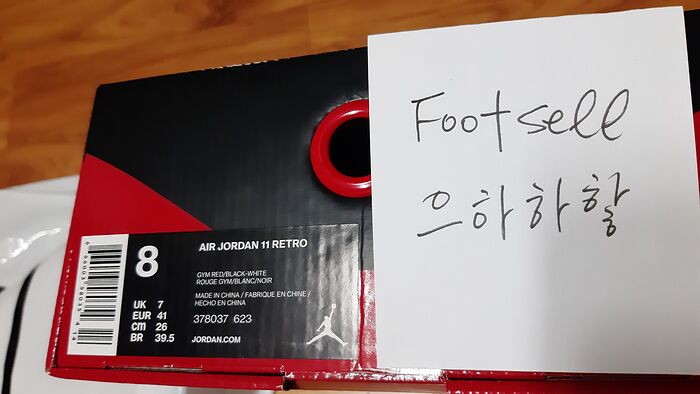 Footsell
으하하핳
8
AIR JORDAN 11 RETRO
GYM RED/BLACK-WHITE
ROUGE GYM/BLANC/NOIR
MADE IN CHINA / FABRIQUE EN CHINE /
HECHO EN CHINA
UK 7
EUR 41
CM 26
BR 39.5
378037 623
JORDAN.COM